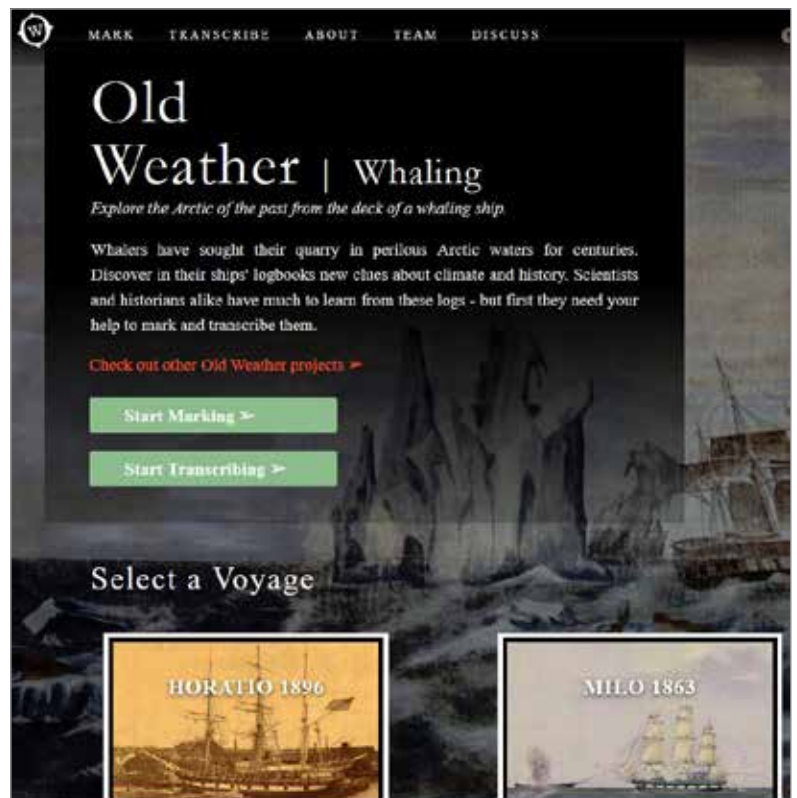 W
MARK TRANSCRIBE ABOUT TEAM DISCUSS
Old
Weather | Whaling
Explore the Arctic of the past from the deck of a whaling ship.
Whalers have sought their quarry in perilous Arctic waters for centuries.
Discover in their ships' logbooks new clues about climate and history. Scientists
and historians alike have much to learn from these logs - but first they need your
help to mark and transcribe them.
Check out other Old Weather projects ➢
Start Marking ➢
Start Transcribing ➢
Select a Voyage
HORATIO 1896
MILO 1863